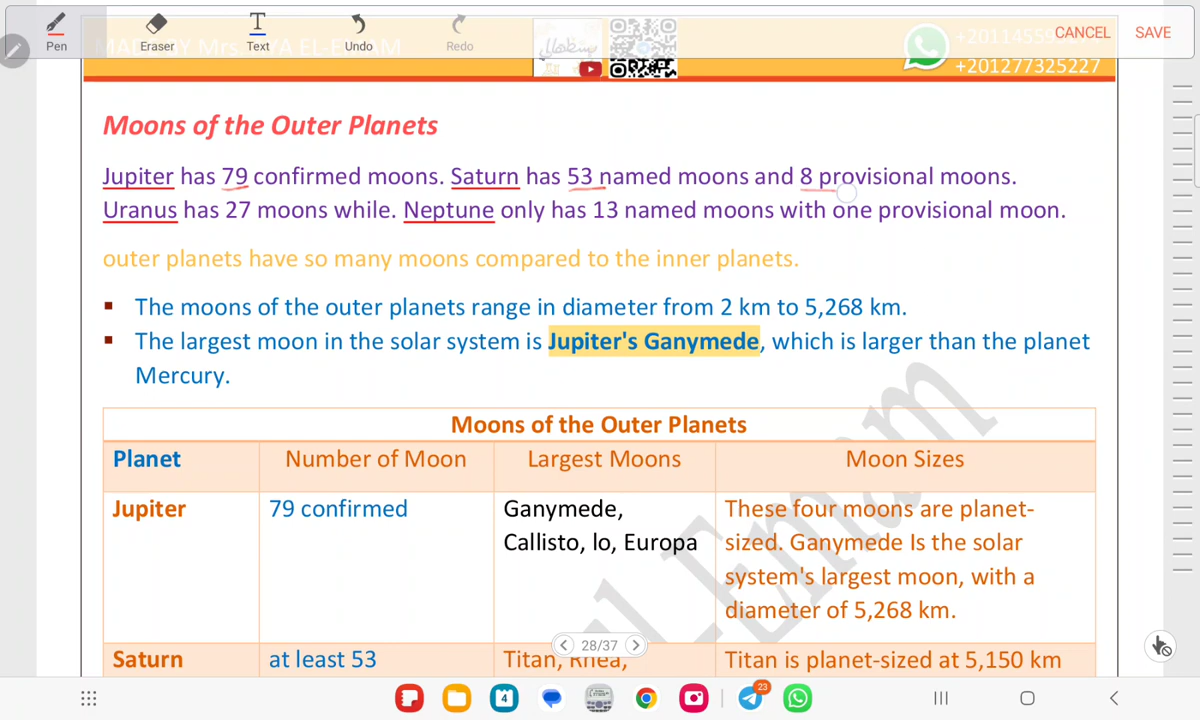 Pen
Eraser
Text
Undo
Redo
CANCEL
SAVE
+201277325227
Moons of the Outer Planets
Jupiter has 79 confirmed moons. Saturn has 53 named moons and 8 provisional moons.
Uranus has 27 moons while. Neptune only has 13 named moons with one provisional moon.
outer planets have so many moons compared to the inner planets.
▪ The moons of the outer planets range in diameter from 2 km to 5,268 km.
▪ The largest moon in the solar system is Jupiter's Ganymede, which is larger than the planet
Mercury.
Moons of the Outer Planets
Planet Number of Moon Largest Moons Moon Sizes
Jupiter 79 confirmed Ganymede, These four moons are planet-
Callisto, lo, Europa sized. Ganymede Is the solar
system's largest moon, with a
diameter of 5,268 km.
28/37
Saturn at least 53 Titan, Rhea, Titan is planet-sized at 5,150 km
4
23